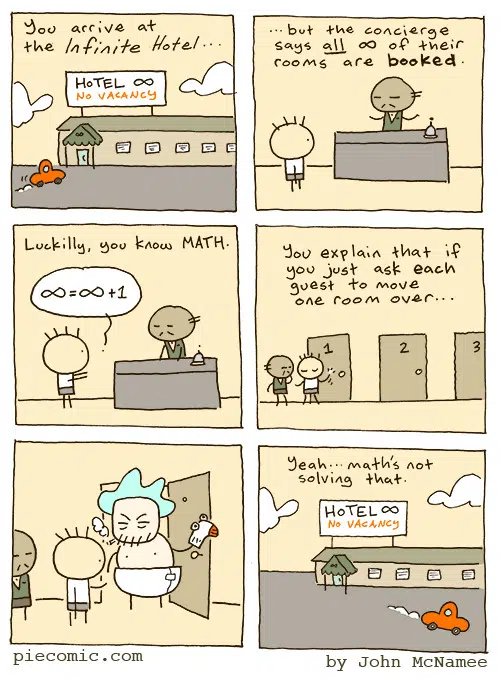 You arrive at
the Infinite Hotel...
HOTEL ∞
NO VACANCY
...but the concierge
says all ∞ of their
rooms are booked.
Luckilly, you know MATH.
∞=∞+1
You explain that if
you just ask each
guest to move
one room over...
1
2
3
Yeah... math's not
solving that.
HOTEL ∞
NO VACANCY
piecomic.com
by John McNamee